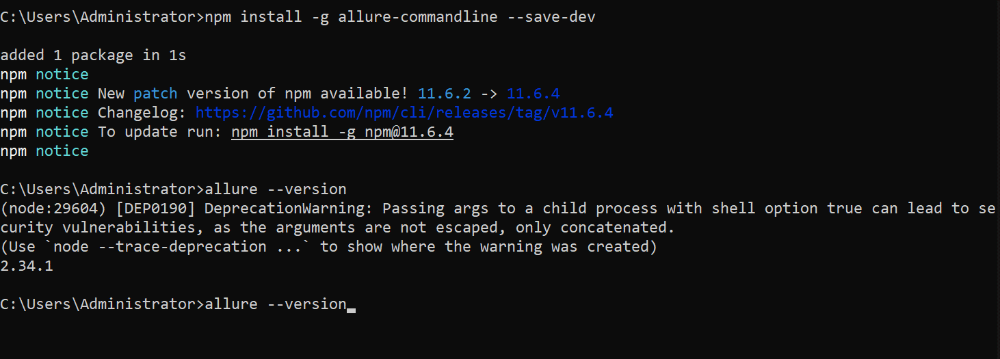 C:\Users\Administrator>npm install -g allure-commandline --save-dev
added 1 package in 1s
npm notice
npm notice New patch version of npm available! 11.6.2 -> 11.6.4
npm notice Changelog: https://github.com/npm/cli/releases/tag/v11.6.4
npm notice To update run: npm install -g npm@11.6.4
npm notice
C:\Users\Administrator>allure --version
(node:29604) [DEP0190] DeprecationWarning: Passing args to a child process with shell option true can lead to se
curity vulnerabilities, as the arguments are not escaped, only concatenated.
(Use `node --trace-deprecation ...` to show where the warning was created)
2.34.1
C:\Users\Administrator>allure --version